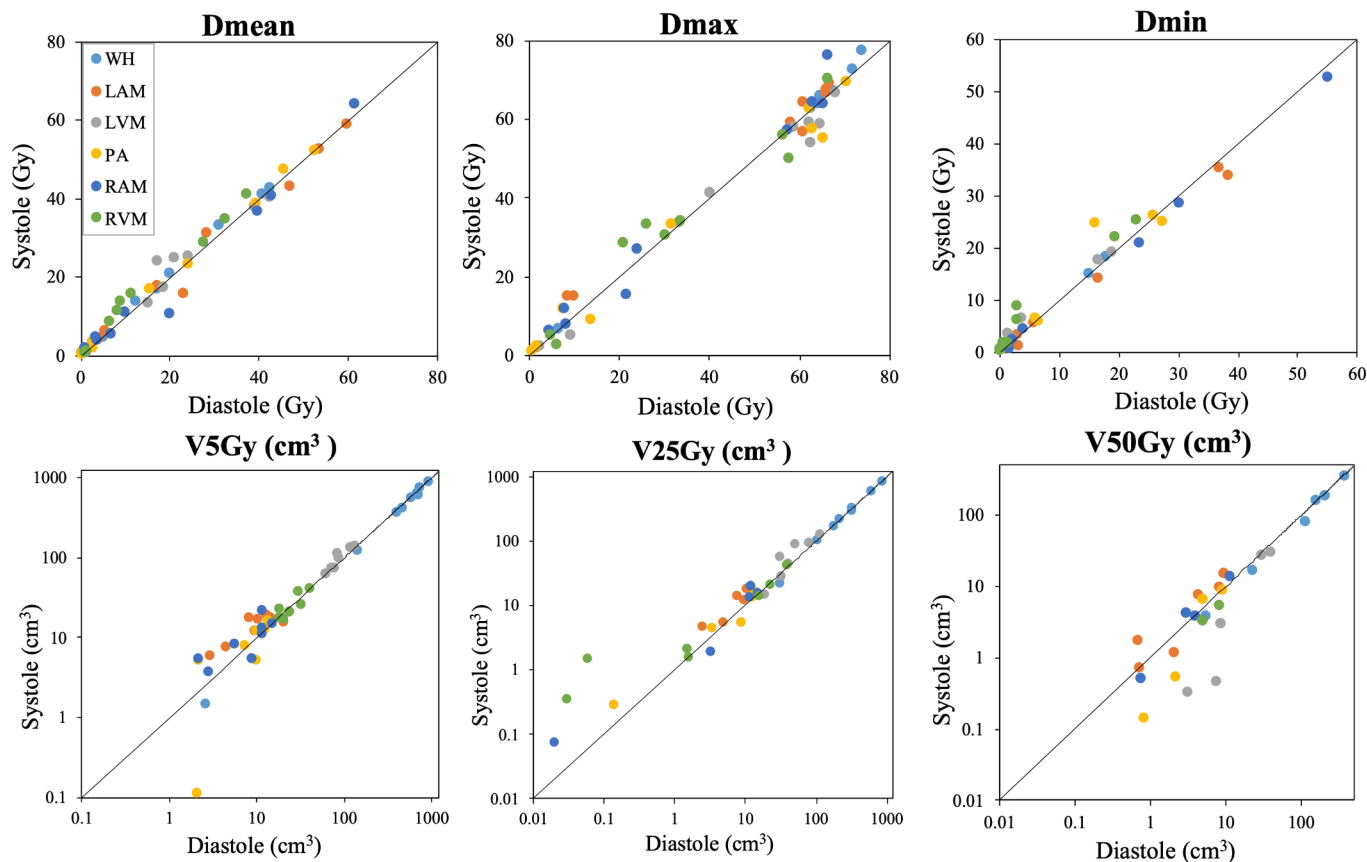 Dmean
80
60
40
20
0
0 20 40 60 80
Systole (Gy)
Diastole (Gy)
WH
LAM
LVM
PA
RAM
RVM
Dmax
80
60
40
20
0
0 20 40 60 80
Systole (Gy)
Diastole (Gy)
Dmin
60
50
40
30
20
10
0
0 10 20 30 40 50 60
Systole (Gy)
Diastole (Gy)
V5Gy (cm³ )
1000
100
10
1
0.1
0.1 1 10 100 1000
Systole (cm³)
Diastole (cm³)
V25Gy (cm³ )
1000
100
10
1
0.1
0.01
0.01 0.1 1 10 100 1000
Systole (cm³)
Diastole (cm³)
V50Gy (cm³)
100
10
1
0.1
0.01
0.01 0.1 1 10 100
Systole (cm³)
Diastole (cm³)